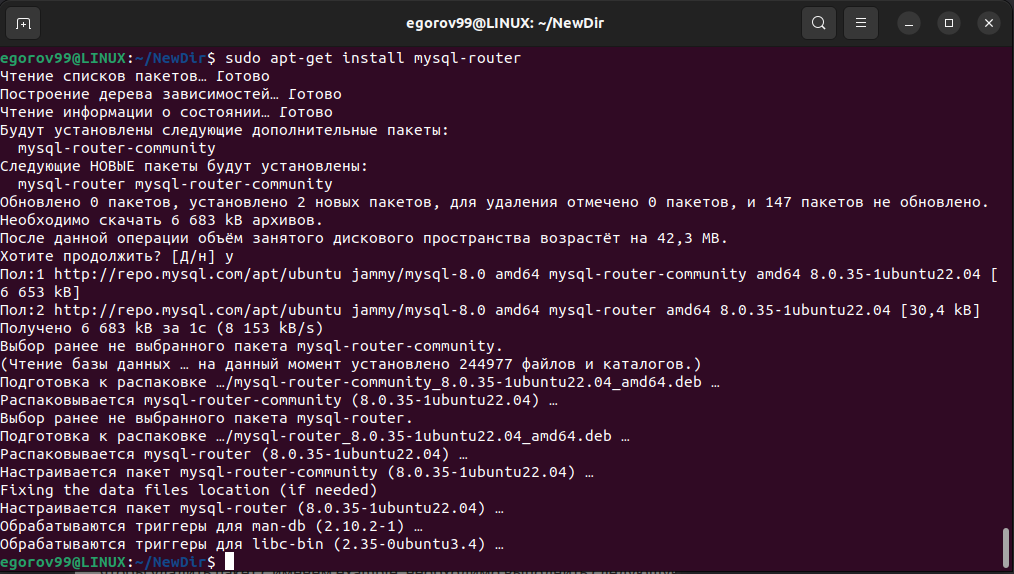 egorov99@LINUX: ~/NewDir
egorov99@LINUX:~/NewDir$ sudo apt-get install mysql-router
Чтение списков пакетов… Готово
Построение дерева зависимостей… Готово
Чтение информации о состоянии… Готово
Будут установлены следующие дополнительные пакеты:
  mysql-router-community
Следующие НОВЫЕ пакеты будут установлены:
  mysql-router mysql-router-community
Обновлено 0 пакетов, установлено 2 новых пакетов, для удаления отмечено 0 пакетов, и 147 пакетов не обновлено.
Необходимо скачать 6 683 kB архивов.
После данной операции объём занятого дискового пространства возрастёт на 42,3 MB.
Хотите продолжить? [Д/н] y
Пол:1 http://repo.mysql.com/apt/ubuntu jammy/mysql-8.0 amd64 mysql-router-community amd64 8.0.35-1ubuntu22.04 [
6 653 kB]
Пол:2 http://repo.mysql.com/apt/ubuntu jammy/mysql-8.0 amd64 mysql-router amd64 8.0.35-1ubuntu22.04 [30,4 kB]
Получено 6 683 kB за 1с (8 153 kB/s)
Выбор ранее не выбранного пакета mysql-router-community.
(Чтение базы данных … на данный момент установлено 244977 файлов и каталогов.)
Подготовка к распаковке …/mysql-router-community_8.0.35-1ubuntu22.04_amd64.deb …
Распаковывается mysql-router-community (8.0.35-1ubuntu22.04) …
Выбор ранее не выбранного пакета mysql-router.
Подготовка к распаковке …/mysql-router_8.0.35-1ubuntu22.04_amd64.deb …
Распаковывается mysql-router (8.0.35-1ubuntu22.04) …
Настраивается пакет mysql-router-community (8.0.35-1ubuntu22.04) …
Fixing the data files location (if needed)
Настраивается пакет mysql-router (8.0.35-1ubuntu22.04) …
Обрабатываются триггеры для man-db (2.10.2-1) …
Обрабатываются триггеры для libc-bin (2.35-0ubuntu3.4) …
egorov99@LINUX:~/NewDir$